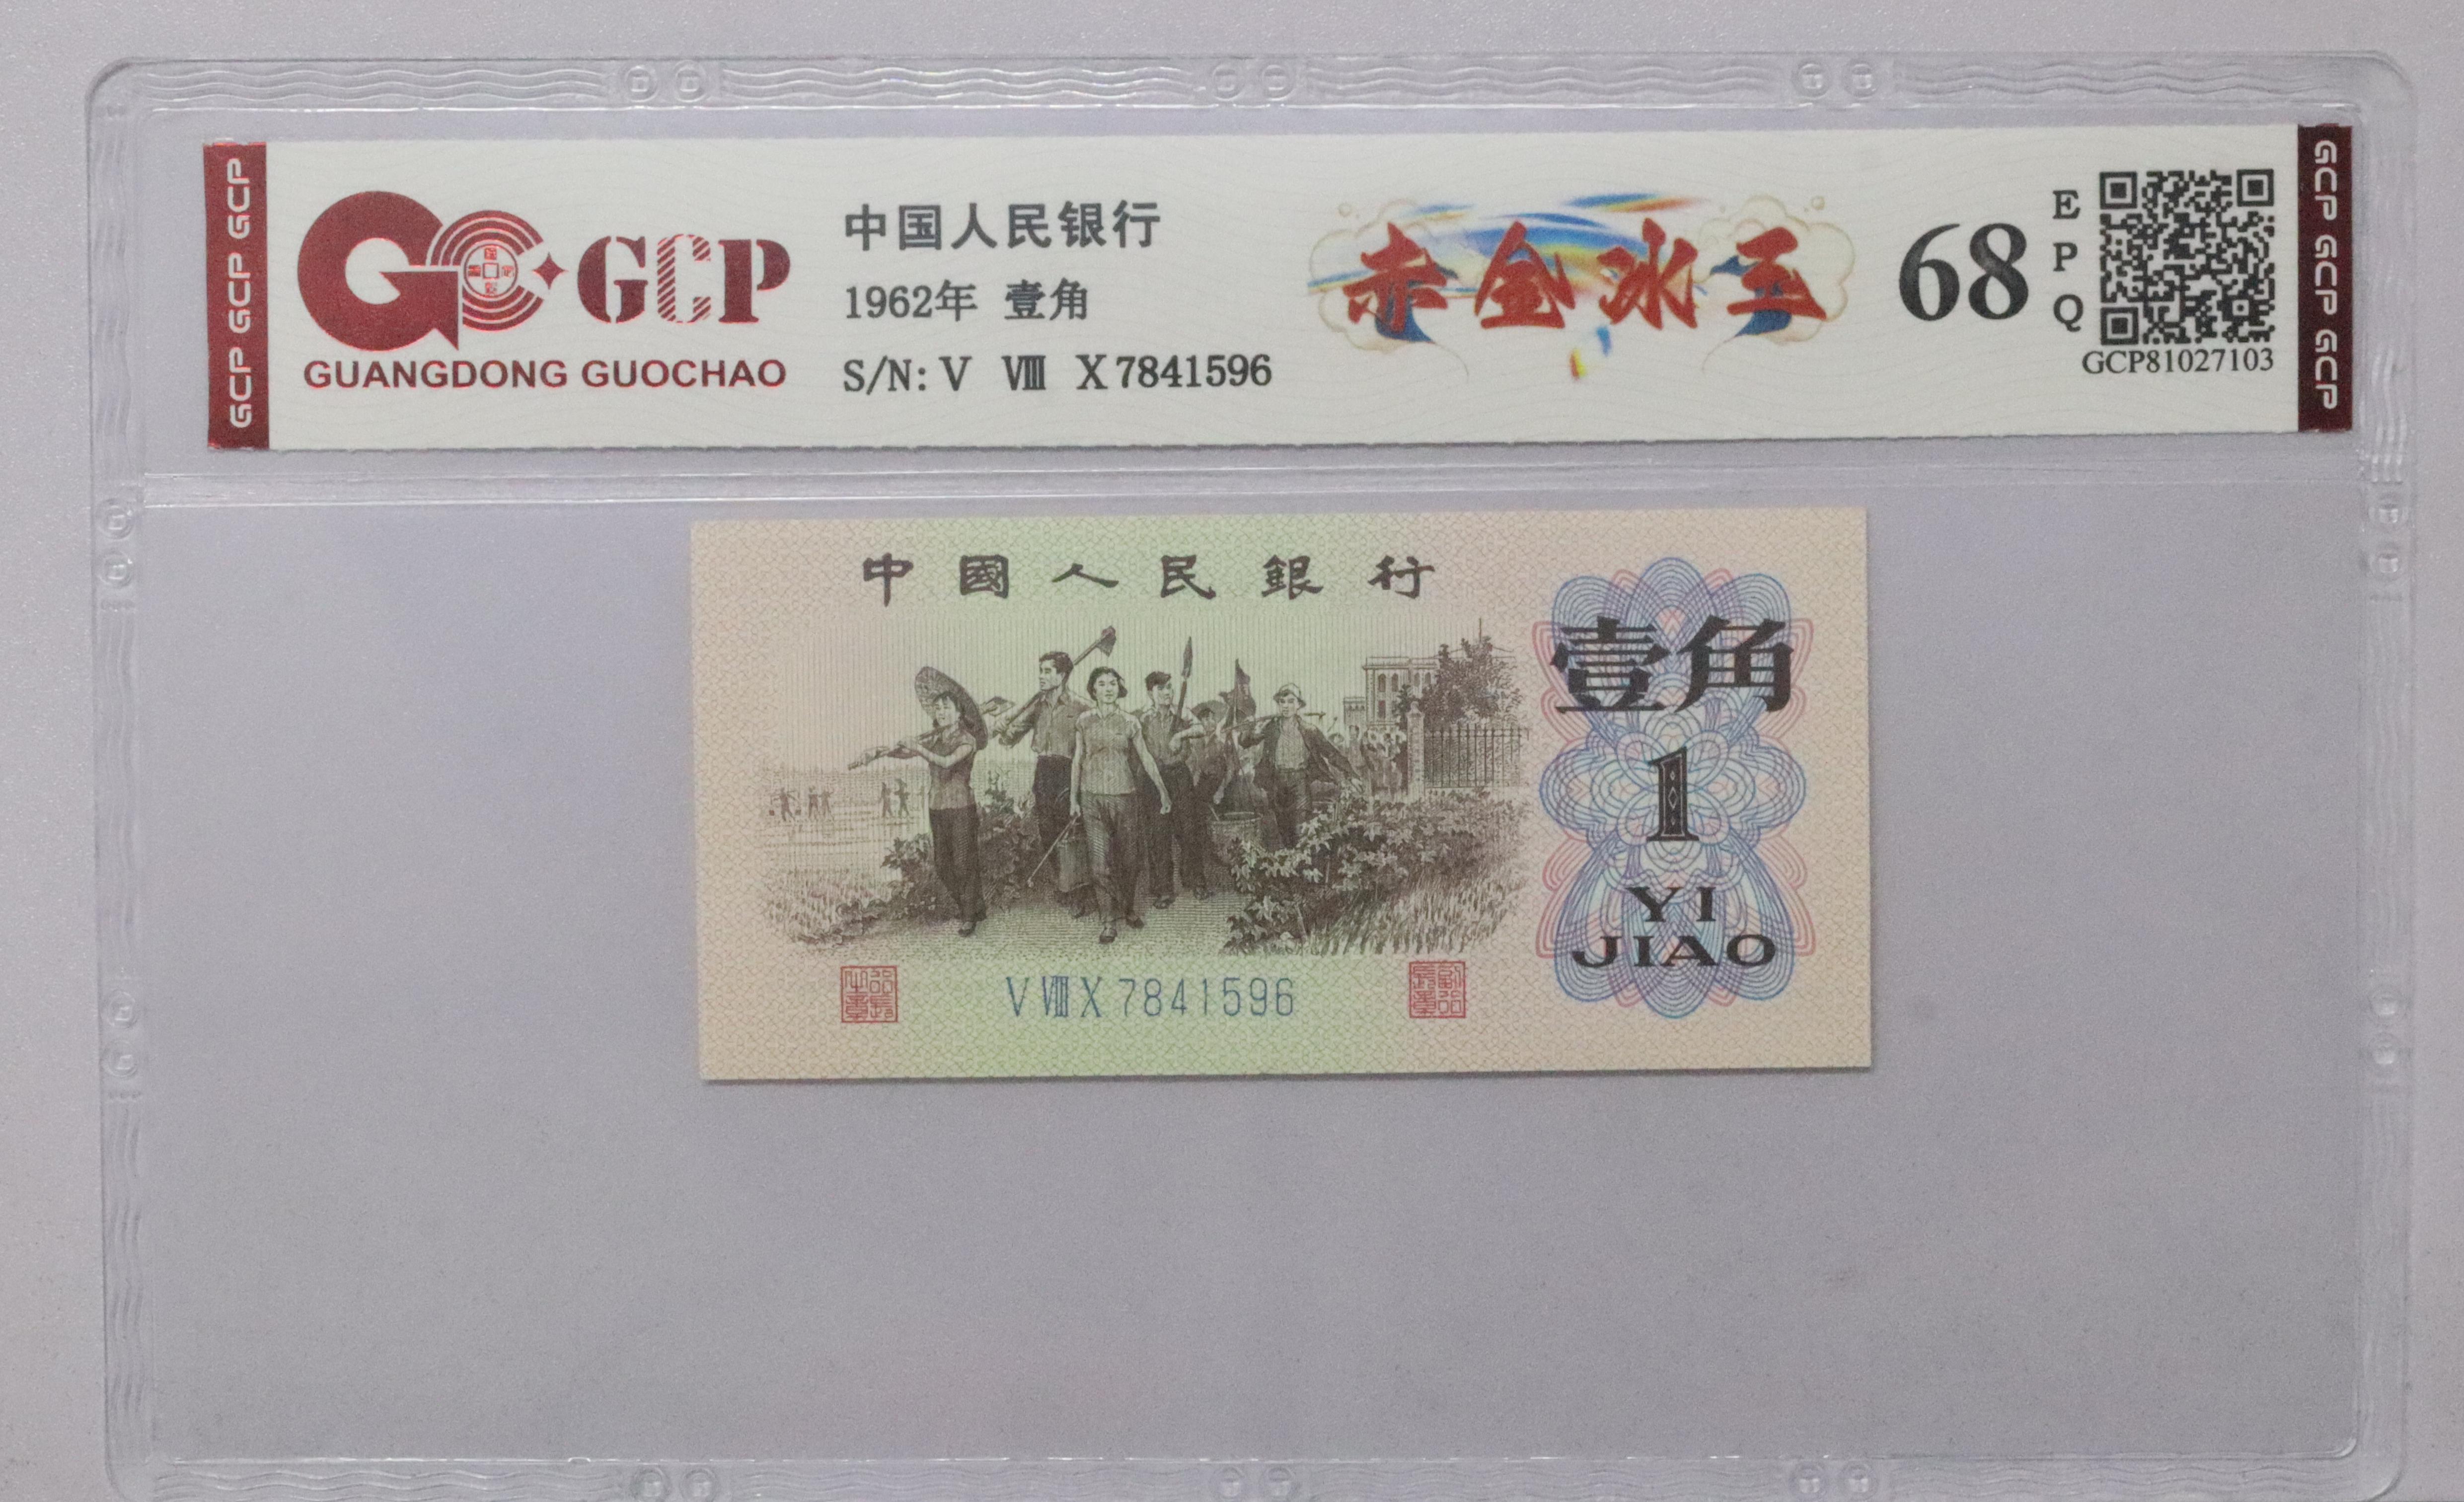 GCP GCP GCP
GCP
GUANGDONG GUOCHAO
中国人民银行
1962年 壹角
S/N: V Ⅷ X 7841596
赤金冰王
68
EPQ
GCP81027103
GCP GCP GCP
中國人民銀行
壹角
1
YI
JIAO
V Ⅷ X 7841596